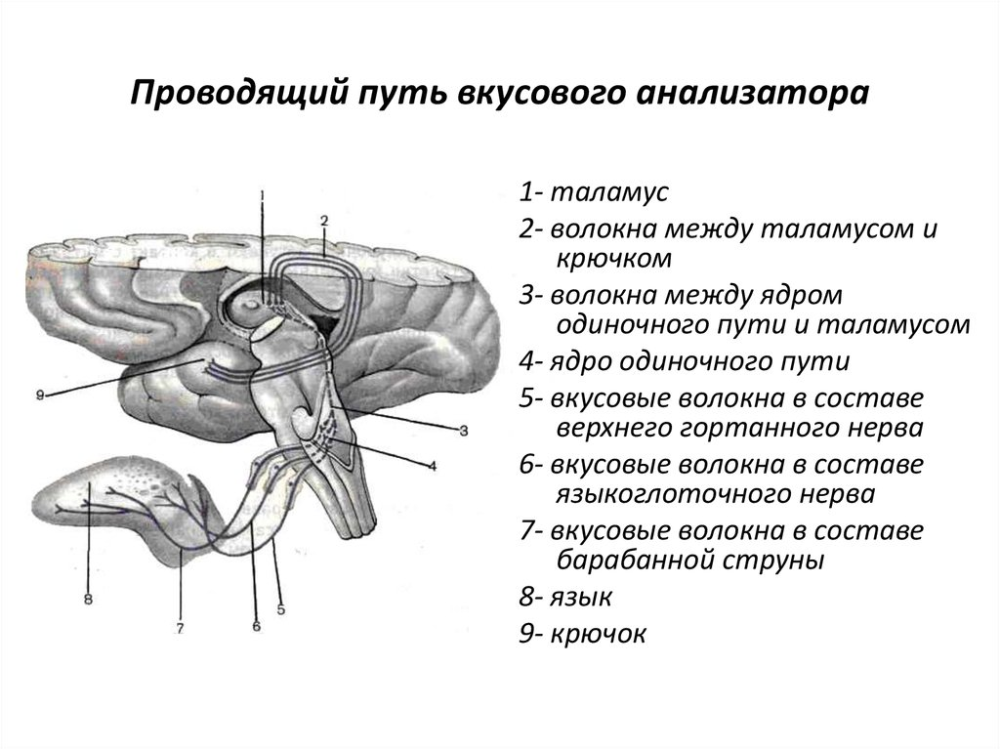 Проводящий путь вкусового анализатора
1- таламус
2- волокна между таламусом и
крючком
3- волокна между ядром
одиночного пути и таламусом
4- ядро одиночного пути
5- вкусовые волокна в составе
верхнего гортанного нерва
6- вкусовые волокна в составе
языкоглоточного нерва
7- вкусовые волокна в составе
барабанной струны
8- язык
9- крючок
1
2
9
3
4
8
7
6
5